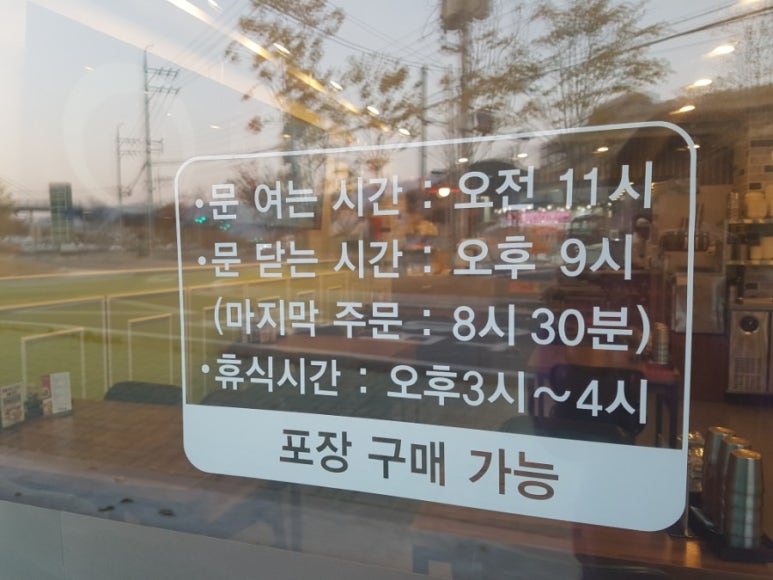 • 문 여는 시간 : 오전 11시
• 문 닫는 시간 : 오후 9시
(마지막 주문 : 8시 30분)
• 휴식시간 : 오후3시~4시
포장 구매 가능